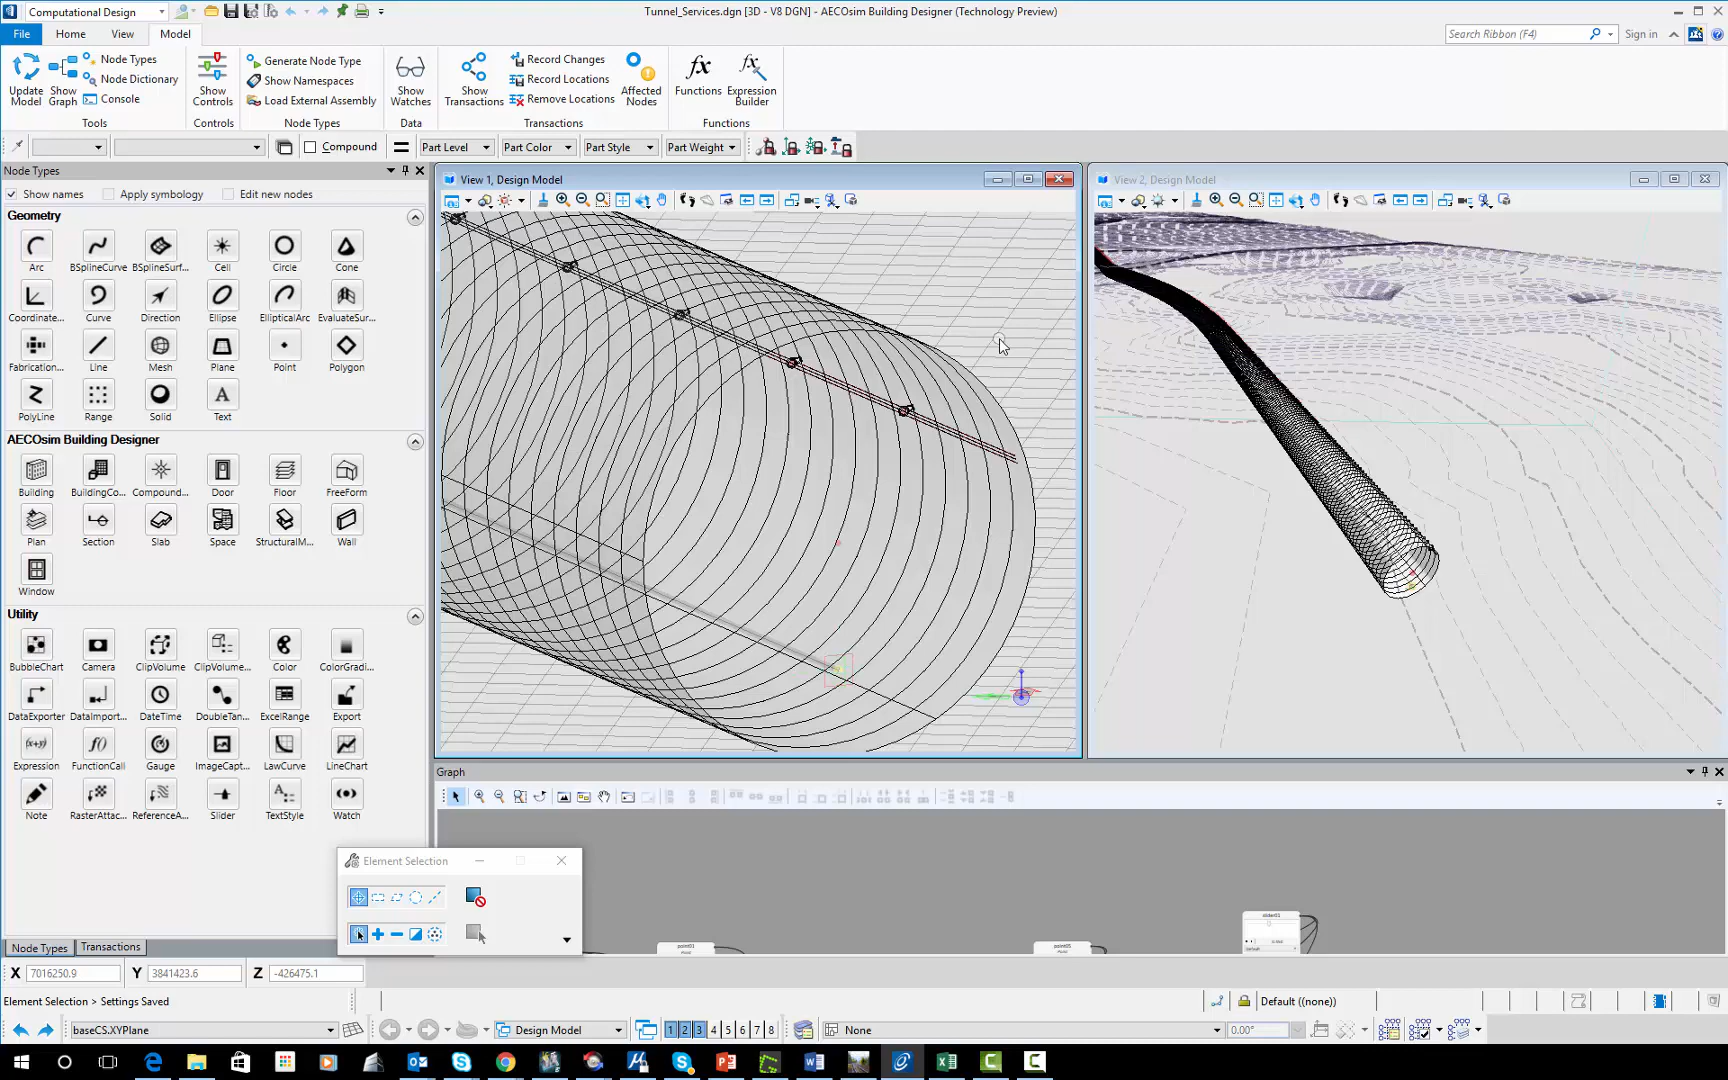 Computational Design
Tunnel_Services.dgn [3D - V8 DGN] - AECOsim Building Designer (Technology Preview)
File Home View Model
Search Ribbon (F4) Sign in
Update Model
Show Graph
Node Types
Node Dictionary
Console
Tools
Show Controls
Controls
Generate Node Type
Show Namespaces
Load External Assembly
Node Types
Show Watches
Data
Show Transactions
Record Changes
Record Locations
Remove Locations
Affected Nodes
Transactions
Functions
Expression Builder
Functions
Compound Part Level Part Color Part Style Part Weight
Node Types
Show names Apply symbology Edit new nodes
Geometry
Arc BSplineCurve BSplineSurf... Cell Circle Cone
Coordinate... Curve Direction Ellipse EllipticalArc EvaluateSur...
Fabrication... Line Mesh Plane Point Polygon
PolyLine Range Solid Text
AECOsim Building Designer
Building BuildingCo... Compound... Door Floor FreeForm
Plan Section Slab Space StructuralM... Wall
Window
Utility
BubbleChart Camera ClipVolume ClipVolume... Color ColorGradi...
DataExporter DataImport... DateTime DoubleTan... ExcelRange Export
Expression FunctionCall Gauge ImageCapt... LawCurve LineChart
Note RasterAttac... ReferenceA... Slider TextStyle Watch
View 1, Design Model
View 2, Design Model
Graph
point01
point05
slider01
Element Selection
Node Types Transactions
X 7016250.9 Y 3841423.6 Z -426475.1
Element Selection > Settings Saved
Default ((none))
baseCS.XYPlane
Design Model
1 2 3 4 5 6 7 8
None
0.00°